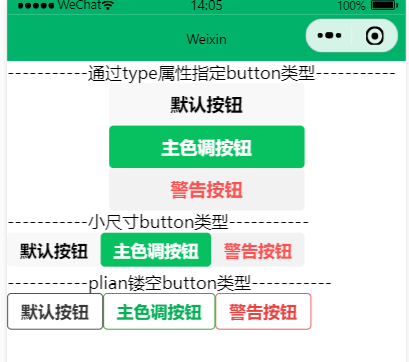 ●●●●● WeChat 14:05 100%
Weixin
-----------通过type属性指定button类型-----------
默认按钮
主色调按钮
警告按钮
-----------小尺寸button类型-----------
默认按钮 主色调按钮 警告按钮
-----------plian镂空button类型-----------
默认按钮 主色调按钮 警告按钮